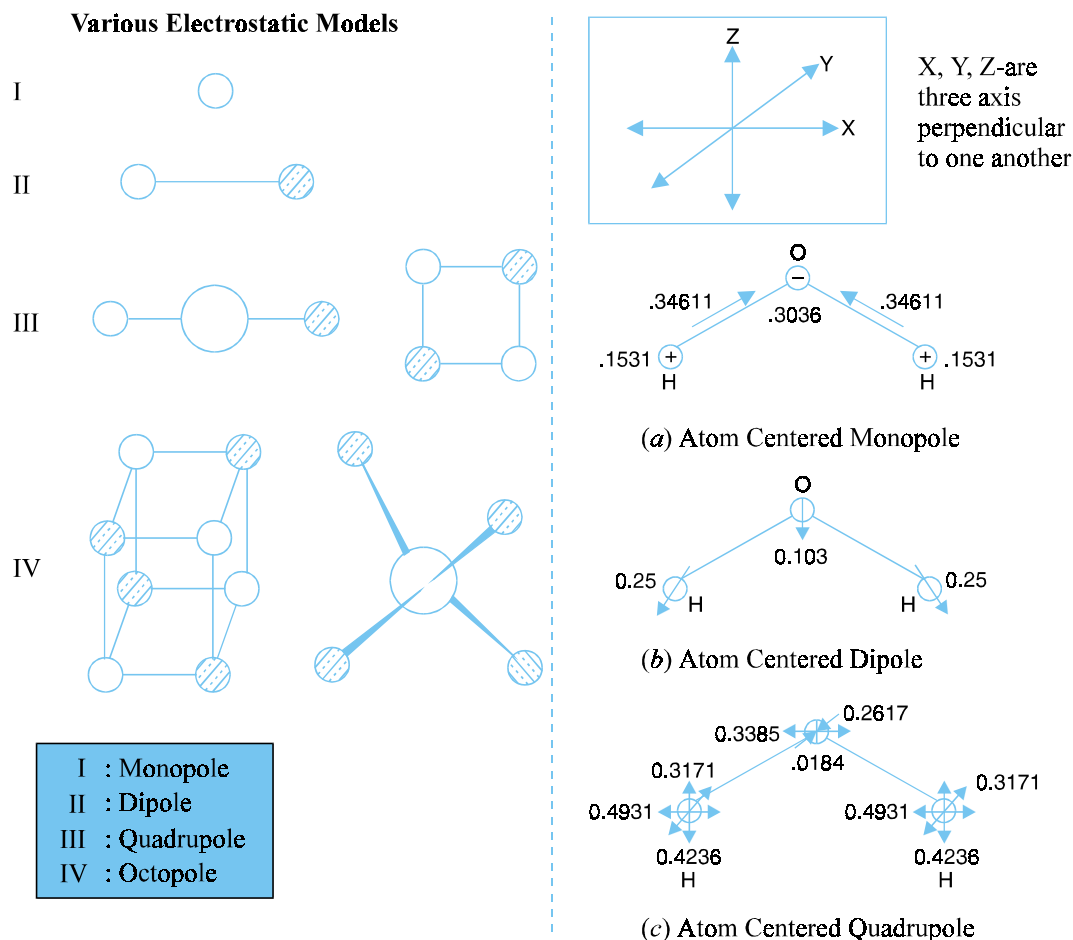 Various Electrostatic Models
I
II
III
IV
I : Monopole
II : Dipole
III : Quadrupole
IV : Octopole
Z
Y
X
X, Y, Z-are
three axis
perpendicular
to one another
O
−
.34611 .34611
.3036
.1531 + + .1531
H H
(a) Atom Centered Monopole
O
0.103
0.25 0.25
H H
(b) Atom Centered Dipole
0.2617
0.3385
.0184
0.3171 0.3171
0.4931 0.4931
0.4236 0.4236
H H
(c) Atom Centered Quadrupole